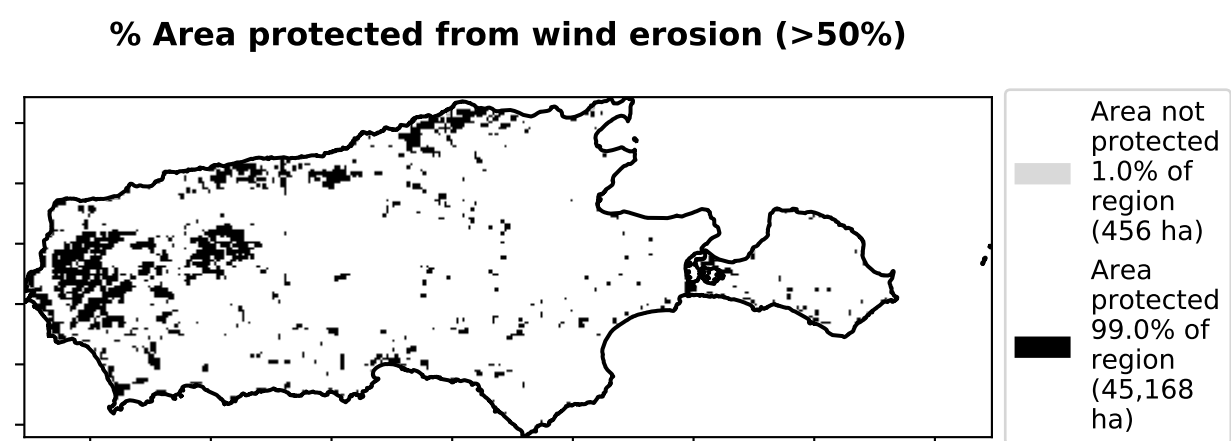 % Area protected from wind erosion (>50%)
Area not
protected
1.0% of
region
(456 ha)
Area
protected
99.0% of
region
(45,168
ha)